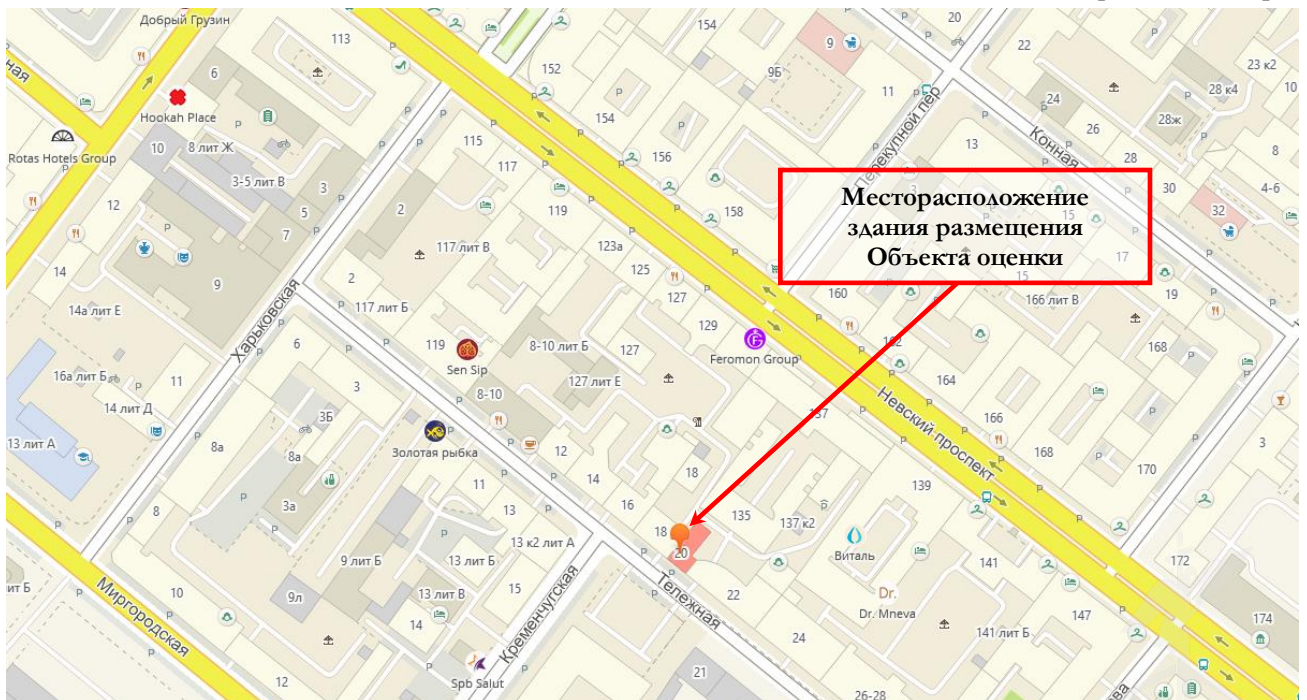 Добрый Грузин
113
154
20
22
9
9Б
23 к2
10
6
152
11
24
28 к4
28ж
Hookah Place
154
Перекупной пер
26
Rotas Hotels Group
10
8 лит Ж
115
156
13
Конная
28
8
3-5 лит В
3
117
30
4-6
12
5
2
119
158
32
7
117 лит В
123а
15
17
14
9
2
125
15
160
166 лит В
19
14а лит Е
Харьковская
117 лит Б
127
129
168
6
119
Sen Sip
8-10 лит Б
127
Feromon Group
162
16а лит Б
11
3
8-10
127 лит Е
164
14 лит Д
3Б
137
Невский проспект
166
3
13 лит А
8а
8а
Золотая рыбка
12
18
168
170
11
14
139
3а
13
16
135
137 к2
8
13 к2 лит А
18
20
Виталь
172
9 лит Б
13 лит Б
141
Миргородская
10
9л
13 лит В
15
Тележная
22
Dr.
Dr. Mneva
147
174
14
Кременчугская
24
141 лит Б
12
Spb Salut
21
26-28
Месторасположение
здания размещения
Объекта оценки